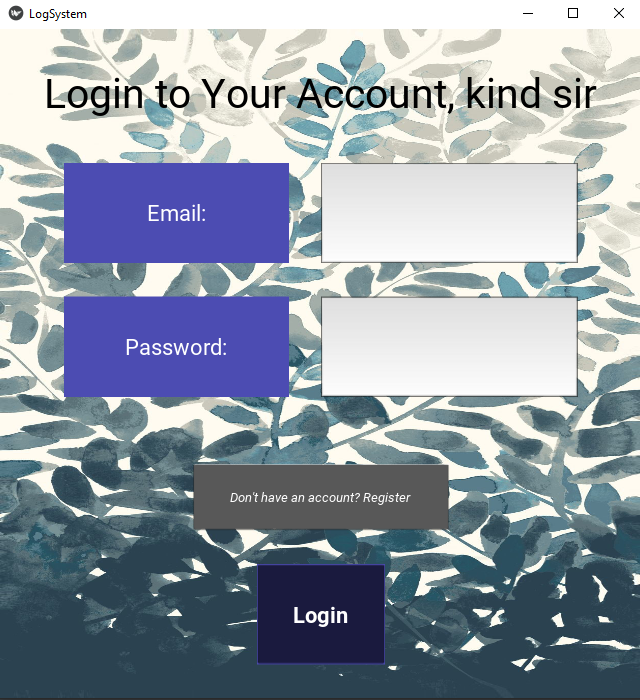 LogSystem
Login to Your Account, kind sir
Email:
Password:
Don't have an account? Register
Login